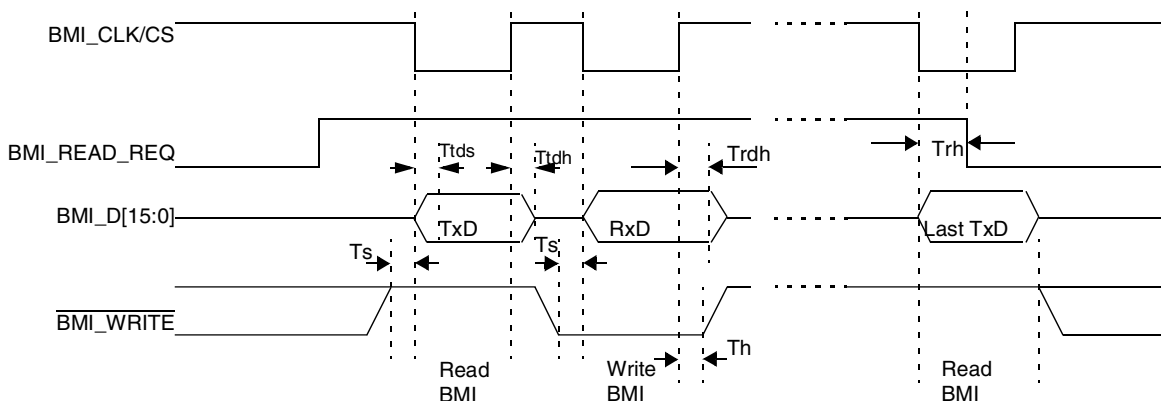 BMI_CLK/CS
BMI_READ_REQ
Ttds
Ttdh
Trdh
Trh
BMI_D[15:0]
TxD
RxD
Last TxD
Ts
Ts
BMI_WRITE
Th
Read
BMI
Write
BMI
Read
BMI